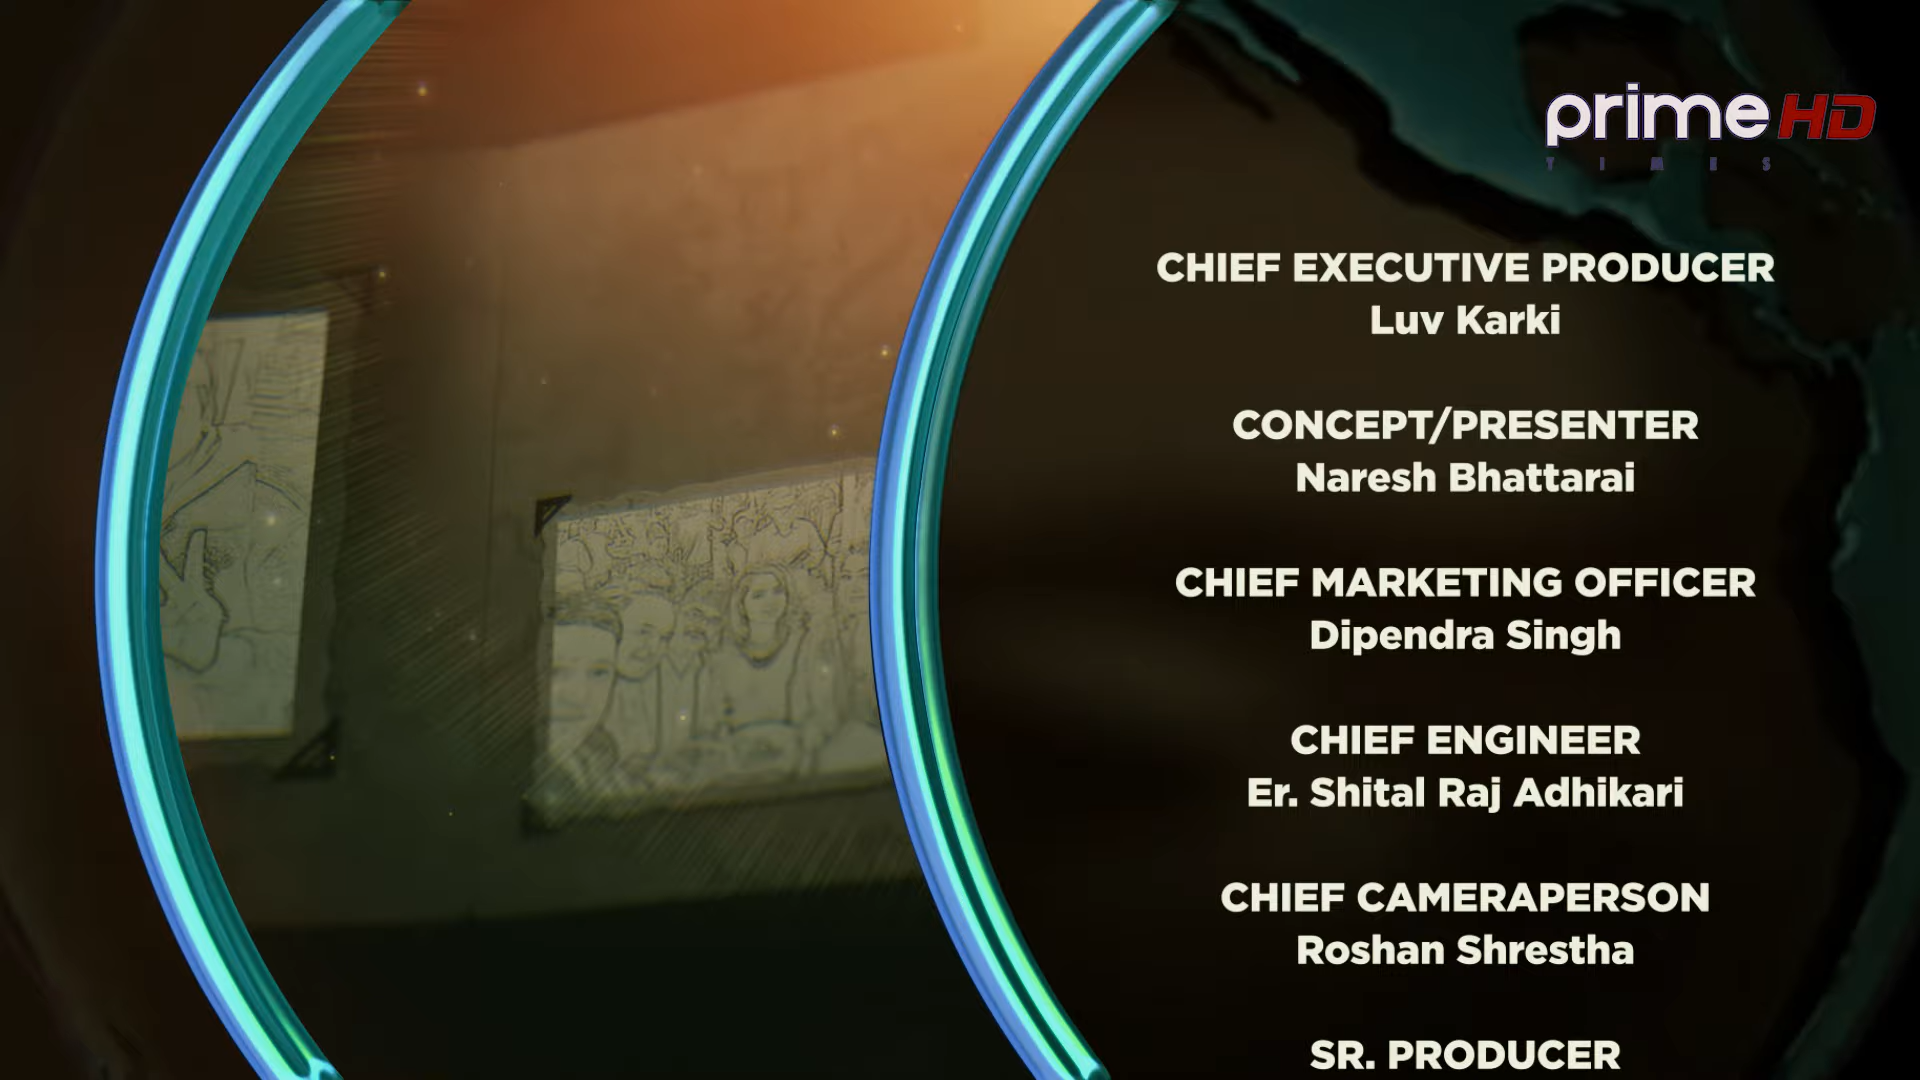 prime HD
TIMES
CHIEF EXECUTIVE PRODUCER
Luv Karki
CONCEPT/PRESENTER
Naresh Bhattarai
CHIEF MARKETING OFFICER
Dipendra Singh
CHIEF ENGINEER
Er. Shital Raj Adhikari
CHIEF CAMERAPERSON
Roshan Shrestha
SR. PRODUCER